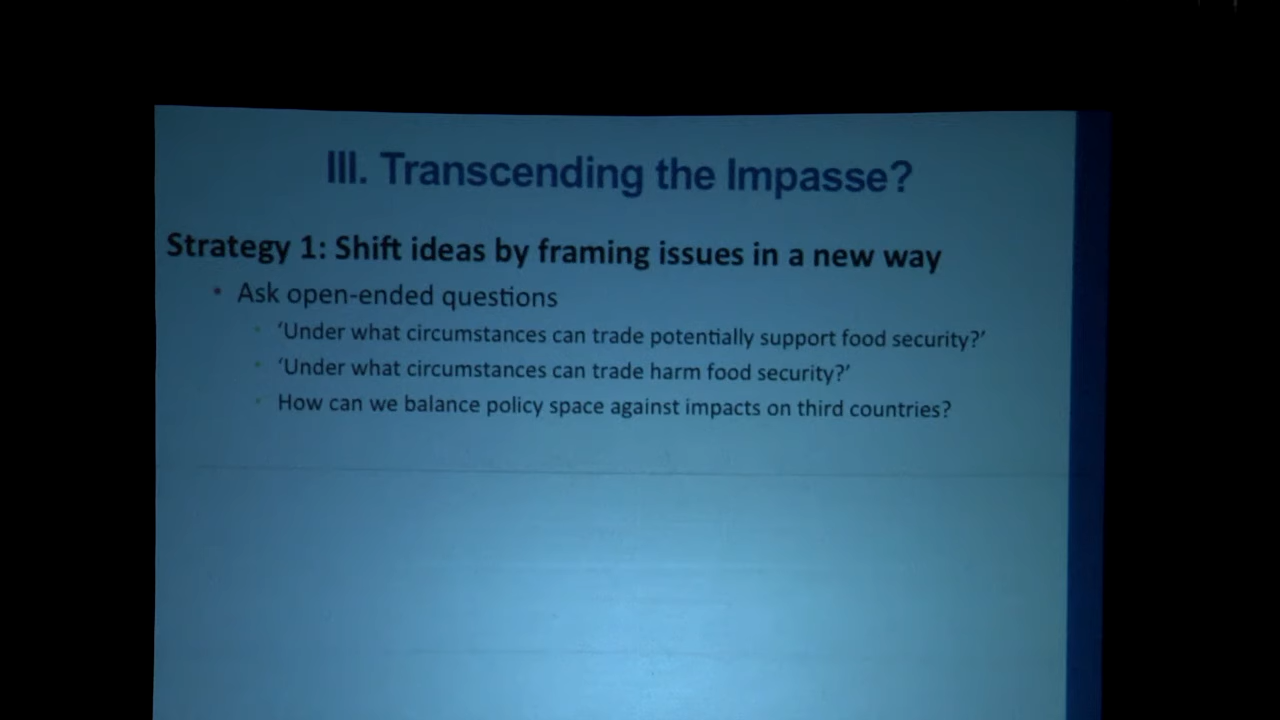 III. Transcending the Impasse?
Strategy 1: Shift ideas by framing issues in a new way
• Ask open-ended questions
• ‘Under what circumstances can trade potentially support food security?’
• ‘Under what circumstances can trade harm food security?’
• How can we balance policy space against impacts on third countries?